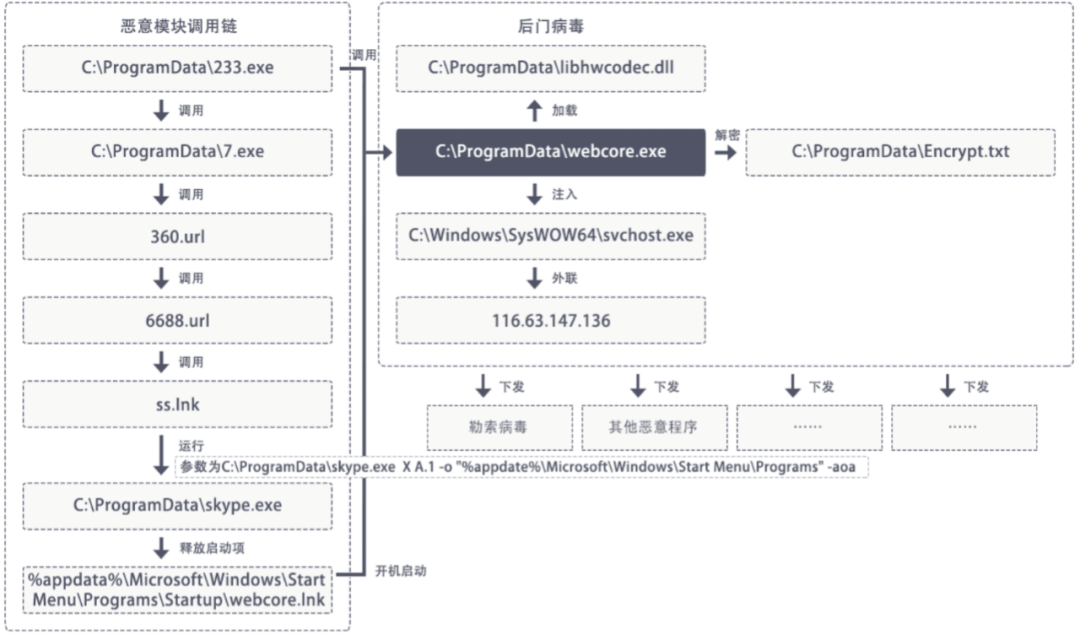 恶意模块调用链
C:\ProgramData\233.exe
调用
C:\ProgramData\7.exe
调用
360.url
调用
6688.url
调用
ss.lnk
运行
参数为C:\ProgramData\skype.exe X A.1 -o "%appdate%\Microsoft\Windows\Start Menu\Programs" -aoa
C:\ProgramData\skype.exe
释放启动项
%appdata%\Microsoft\Windows\Start
Menu\Programs\Startup\webcore.lnk
调用
开机启动
后门病毒
C:\ProgramData\libhwcodec.dll
加载
C:\ProgramData\webcore.exe
解密
C:\ProgramData\Encrypt.txt
注入
C:\Windows\SysWOW64\svchost.exe
外联
116.63.147.136
下发
下发
下发
下发
勒索病毒
其他恶意程序
……
……